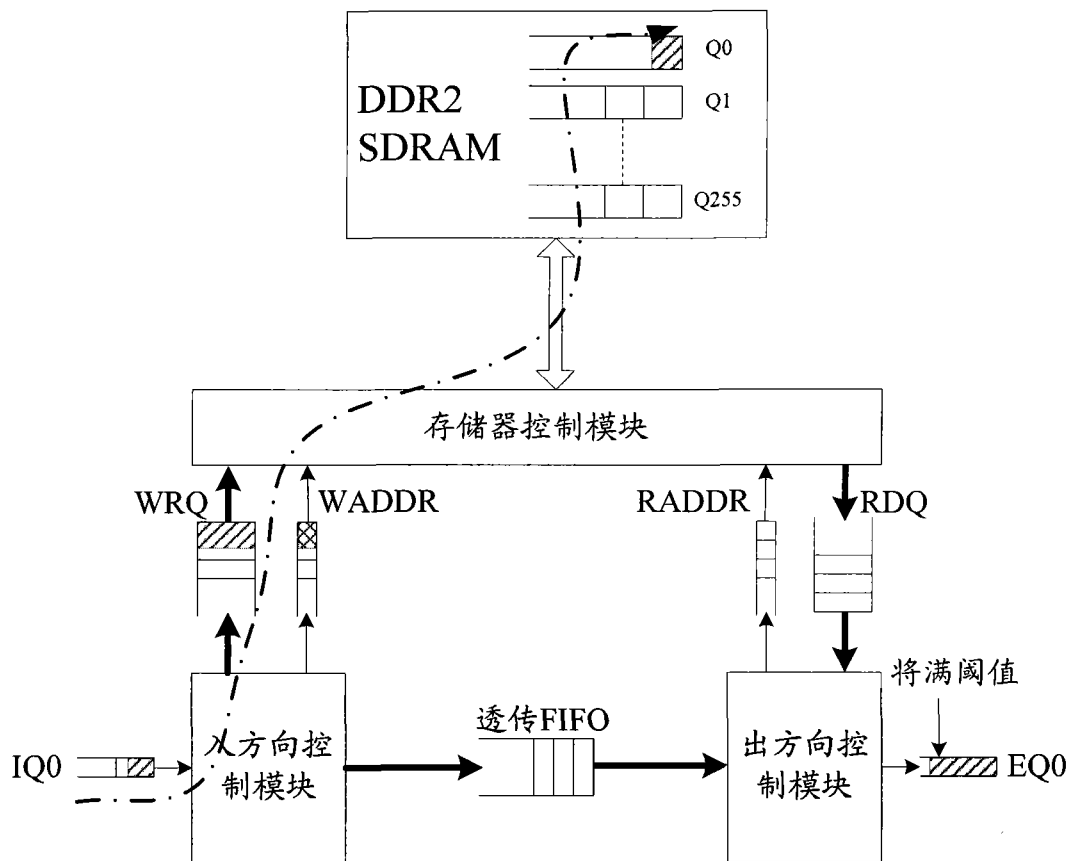 Q0
DDR2
SDRAM
Q1
Q255
存储器控制模块
WRQ
WADDR
RADDR
RDQ
将满阈值
透传FIFO
IQ0
入方向控
制模块
出方向控
制模块
EQ0